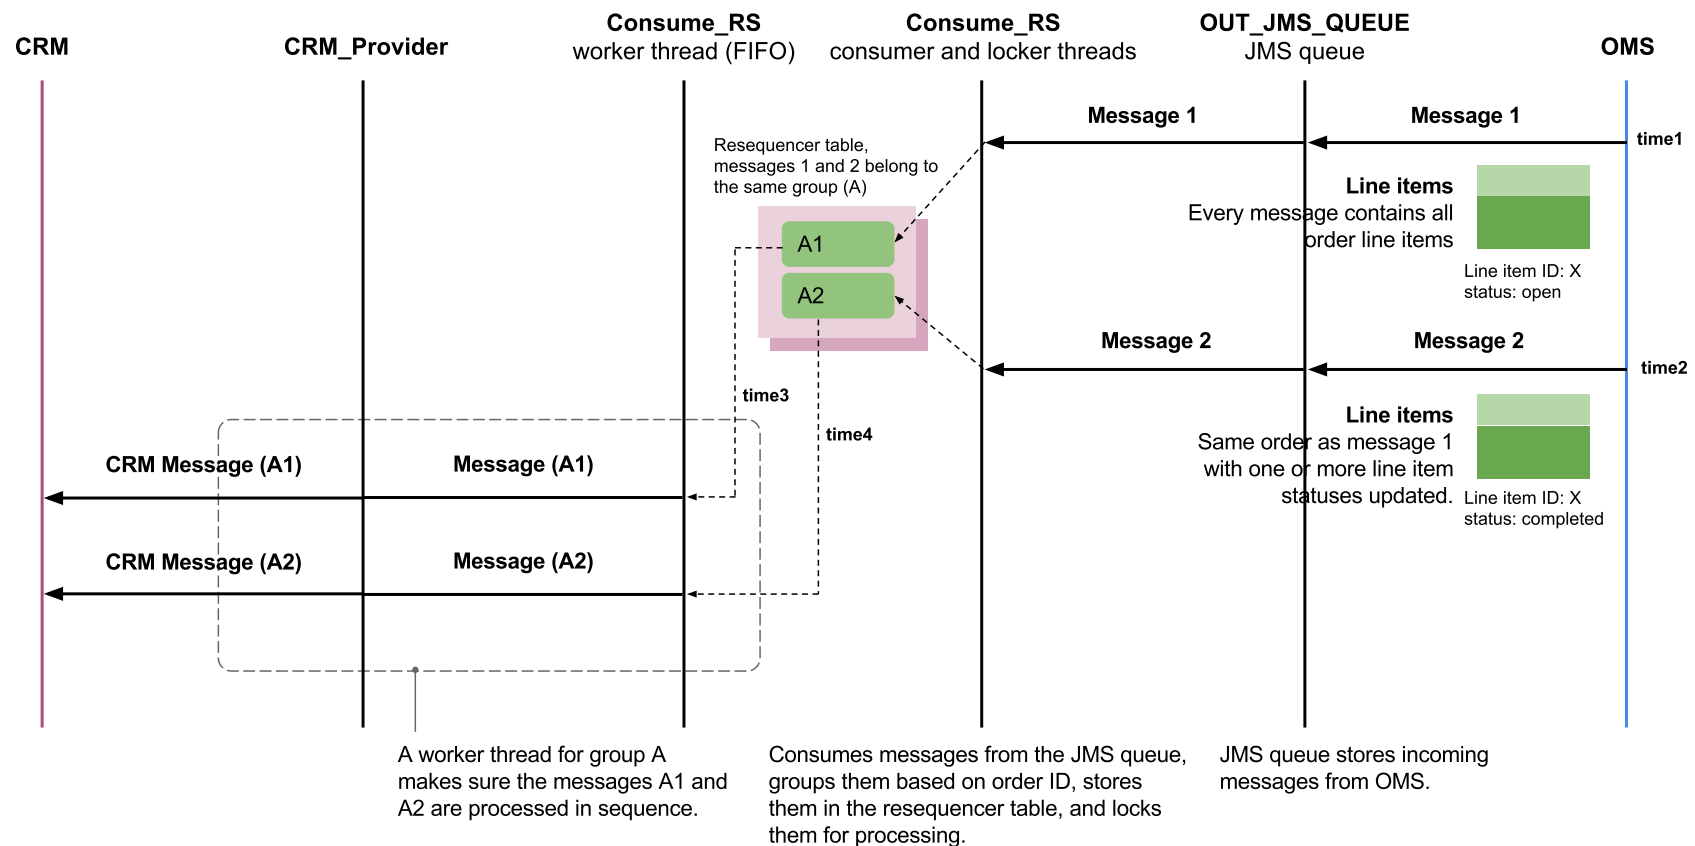 CRM
CRM_Provider
Consume_RS
worker thread (FIFO)
Consume_RS
consumer and locker threads
OUT_JMS_QUEUE
JMS queue
OMS
Message 1
Message 1
time1
Resequencer table,
messages 1 and 2 belong to
the same group (A)
Line items
Every message contains all
order line items
Line item ID: X
status: open
A1
A2
Message 2
Message 2
time2
time3
time4
Line items
Same order as message 1
with one or more line item
statuses updated.
Line item ID: X
status: completed
CRM Message (A1)
Message (A1)
CRM Message (A2)
Message (A2)
A worker thread for group A
makes sure the messages A1 and
A2 are processed in sequence.
Consumes messages from the JMS queue,
groups them based on order ID, stores
them in the resequencer table, and locks
them for processing.
JMS queue stores incoming
messages from OMS.